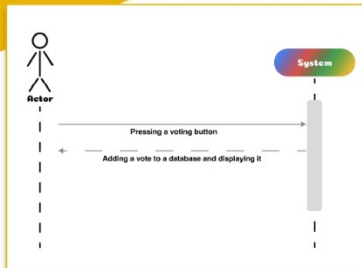 System
Actor
Pressing a voting button
Adding a vote to a database and displaying it